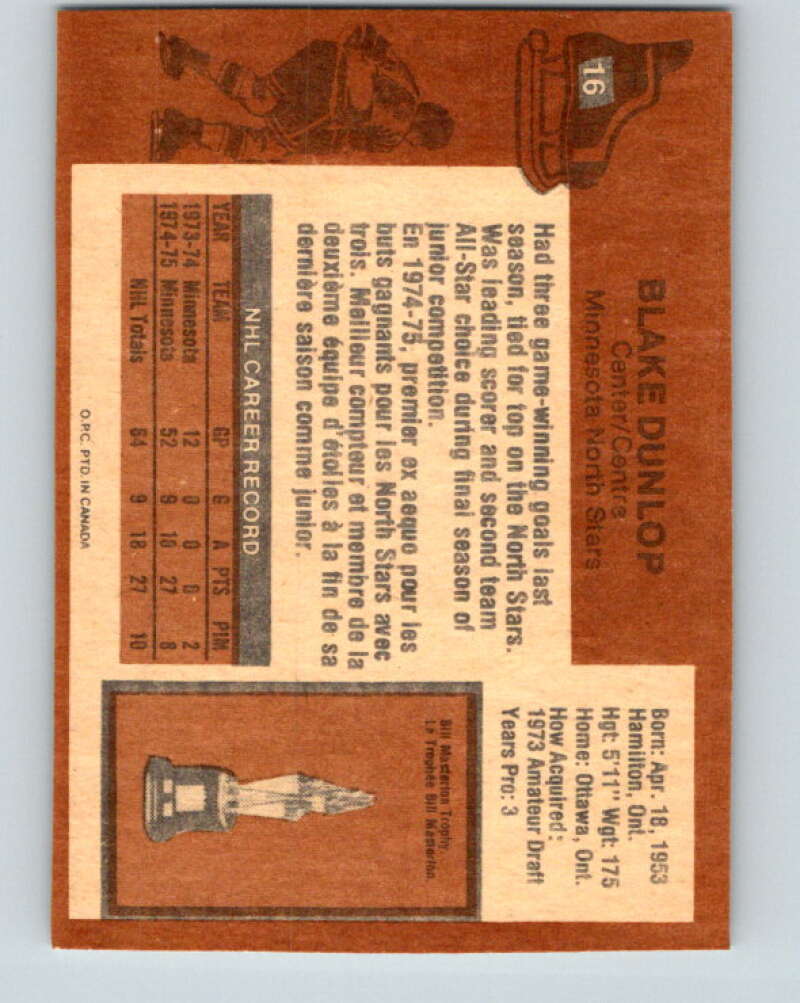 16
BLAKE DUNLOP
Center/Centre
Minnesota North Stars
Born: Apr. 18, 1953
Hamilton, Ont.
Hgt: 5'11" Wgt: 175
Home: Ottawa, Ont.
How Acquired:
1973 Amateur Draft
Years Pro: 3
Had three game-winning goals last
season, tied for top on the North Stars.
Was leading scorer and second team
All-Star choice during final season of
junior competition.
En 1974-75, premier ex aequo pour les
buts gagnants pour les North Stars avec
trois. Meilleur compteur et membre de la
deuxième équipe d'étoiles à la fin de sa
dernière saison comme junior.
NHL CAREER RECORD
YEAR TEAM GP G A PTS PIM
1973-74 Minnesota 12 0 0 0 2
1974-75 Minnesota 52 9 18 27 8
NHL Totals 64 9 18 27 10
Bill Masterton Trophy.
Le Trophée Bill Masterton.
O.P.C. PTD. IN CANADA